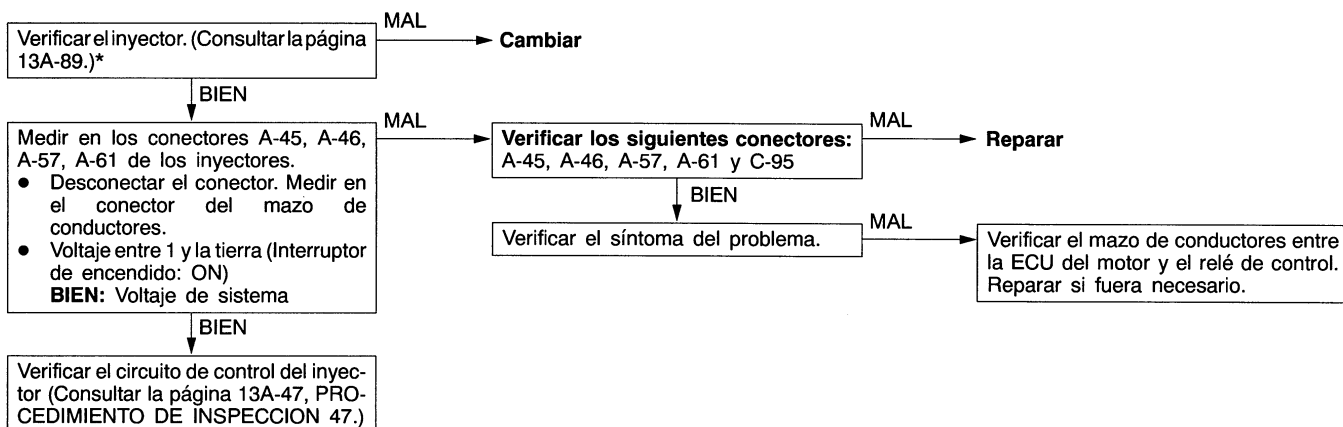 Verificar el inyector. (Consultar la página
13A-89.)*
MAL
Cambiar
BIEN
Medir en los conectores A-45, A-46,
A-57, A-61 de los inyectores.
● Desconectar el conector. Medir en
el conector del mazo de
conductores.
● Voltaje entre 1 y la tierra (Interruptor
de encendido: ON)
BIEN: Voltaje de sistema
MAL
Verificar los siguientes conectores:
A-45, A-46, A-57, A-61 y C-95
MAL
Reparar
BIEN
Verificar el síntoma del problema.
MAL
Verificar el mazo de conductores entre
la ECU del motor y el relé de control.
Reparar si fuera necesario.
BIEN
Verificar el circuito de control del inyec-
tor (Consultar la página 13A-47, PRO-
CEDIMIENTO DE INSPECCION 47.)